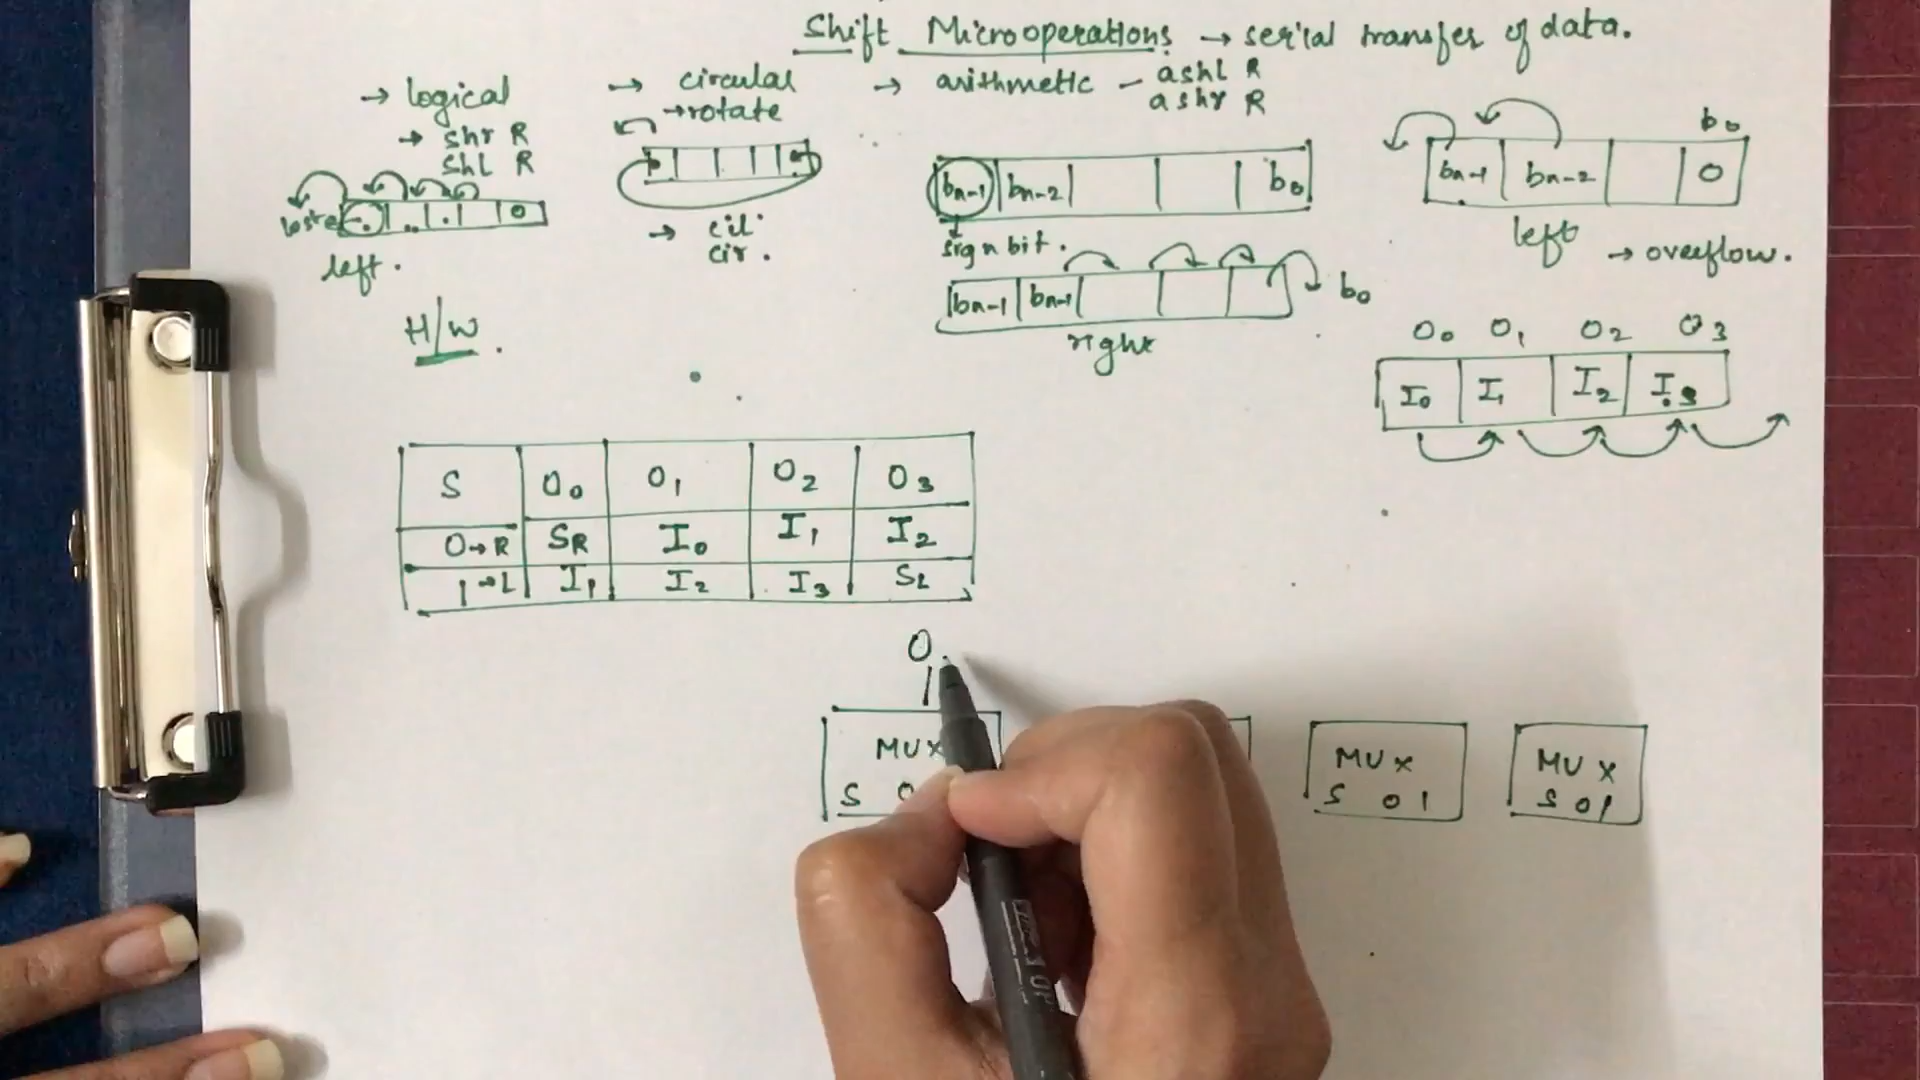 Shift Microoperations → serial transfer of data.
→ logical
→ shr R
shl R
left.
→ circular
→rotate
→ cil
cir.
→ arithmetic - ashl R
ashr R
bn-1 bn-2 b0
sign bit.
bn-1 bn-1 b0
right
b0
bn-1 bn-2 0
left → overflow.
H/W
O0 O1 O2 O3
I0 I1 I2 I3
S O0 O1 O2 O3
0→R SR I0 I1 I2
1→L I1 I2 I3 SL
O
MUX
S 0
MUX
S 0 1
MUX
S 0 1